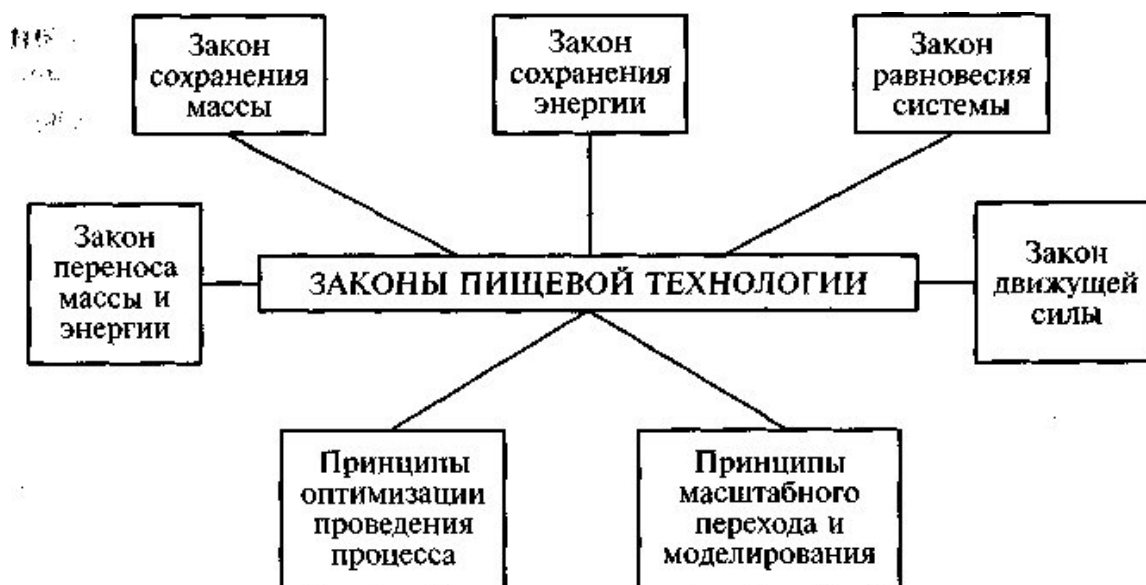 Закон
сохранения
массы
Закон
сохранения
энергии
Закон
равновесия
системы
Закон
переноса
массы и
энергии
ЗАКОНЫ ПИЩЕВОЙ ТЕХНОЛОГИИ
Закон
движущей
силы
Принципы
оптимизации
проведения
процесса
Принципы
масштабного
перехода и
моделирования